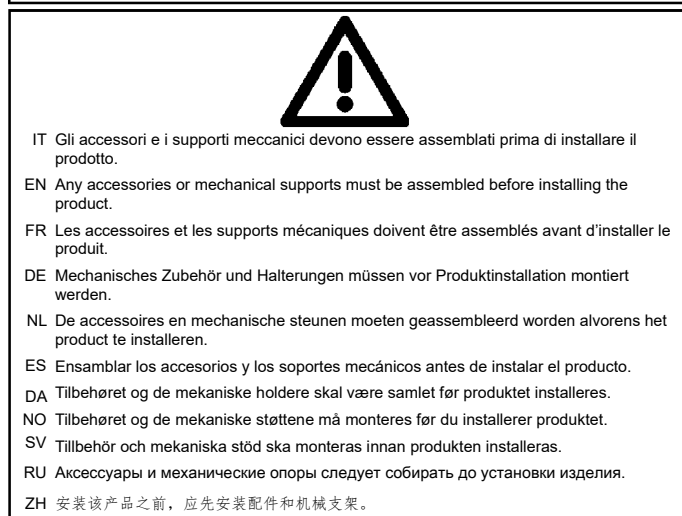 IT Gli accessori e i supporti meccanici devono essere assemblati prima di installare il
prodotto.
EN Any accessories or mechanical supports must be assembled before installing the
product.
FR Les accessoires et les supports mécaniques doivent être assemblés avant d’installer le
produit.
DE Mechanisches Zubehör und Halterungen müssen vor Produktinstallation montiert
werden.
NL De accessoires en mechanische steunen moeten geassembleerd worden alvorens het
product te installeren.
ES Ensamblar los accesorios y los soportes mecánicos antes de instalar el producto.
DA Tilbehøret og de mekaniske holdere skal være samlet før produktet installeres.
NO Tilbehøret og de mekaniske støttene må monteres før du installerer produktet.
SV Tillbehör och mekaniska stöd ska monteras innan produkten installeras.
RU Аксессуары и механические опоры следует собирать до установки изделия.
ZH 安装该产品之前，应先安装配件和机械支架。